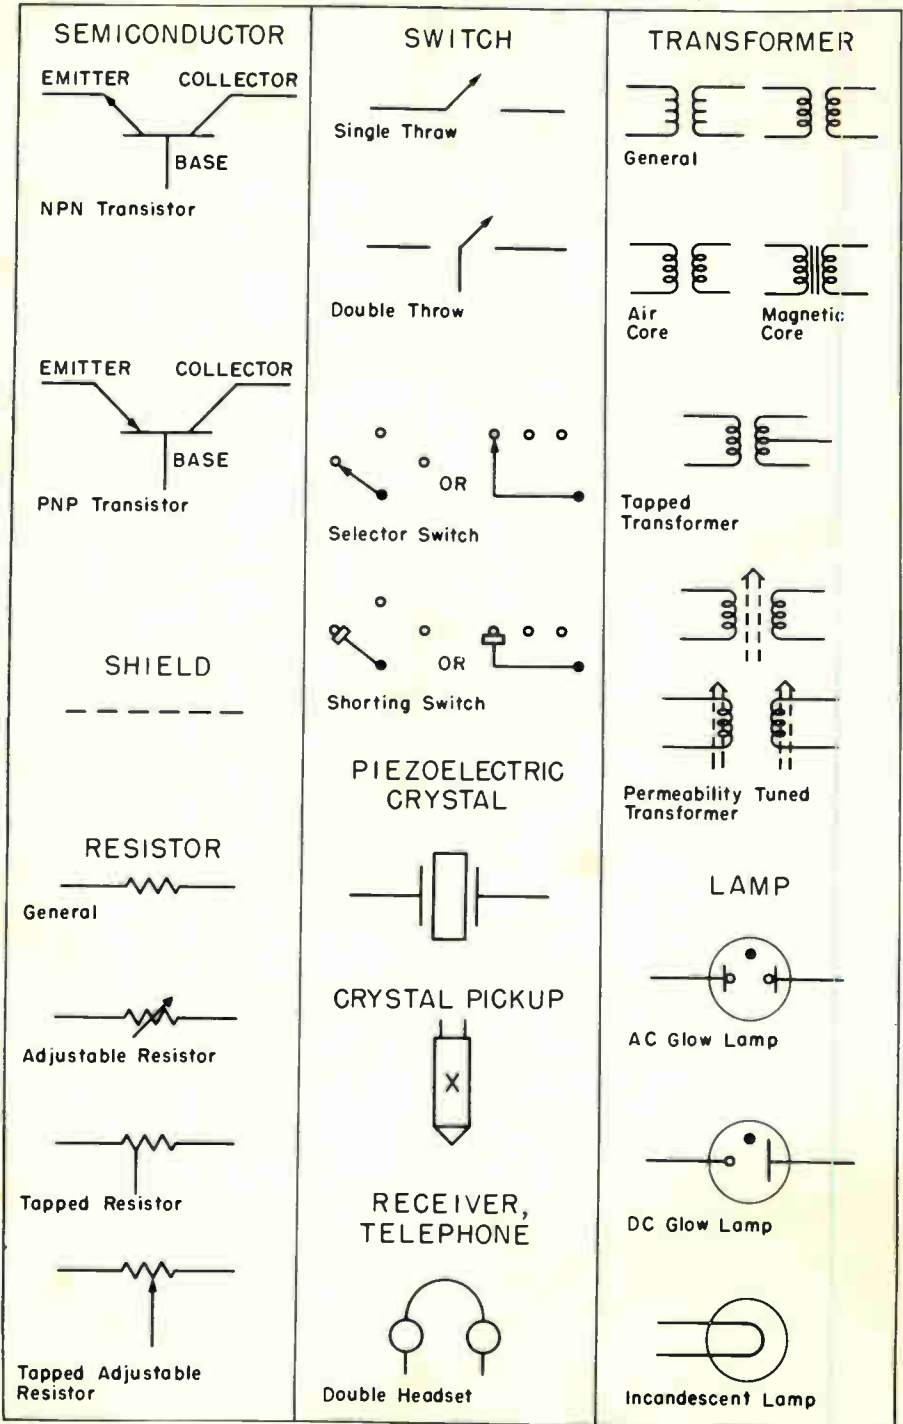 SEMICONDUCTOR
EMITTER COLLECTOR
BASE
NPN Transistor
EMITTER COLLECTOR
BASE
PNP Transistor
SHIELD
RESISTOR
General
Adjustable Resistor
Tapped Resistor
Tapped Adjustable
Resistor
SWITCH
Single Thraw
Double Throw
OR
Selector Switch
OR
Shorting Switch
PIEZOELECTRIC
CRYSTAL
CRYSTAL PICKUP
X
RECEIVER,
TELEPHONE
Double Headset
TRANSFORMER
General
Air Magnetic
Core Core
Tapped
Transformer
Permeability Tuned
Transformer
LAMP
AC Glow Lamp
DC Glow Lamp
Incandescent Lamp